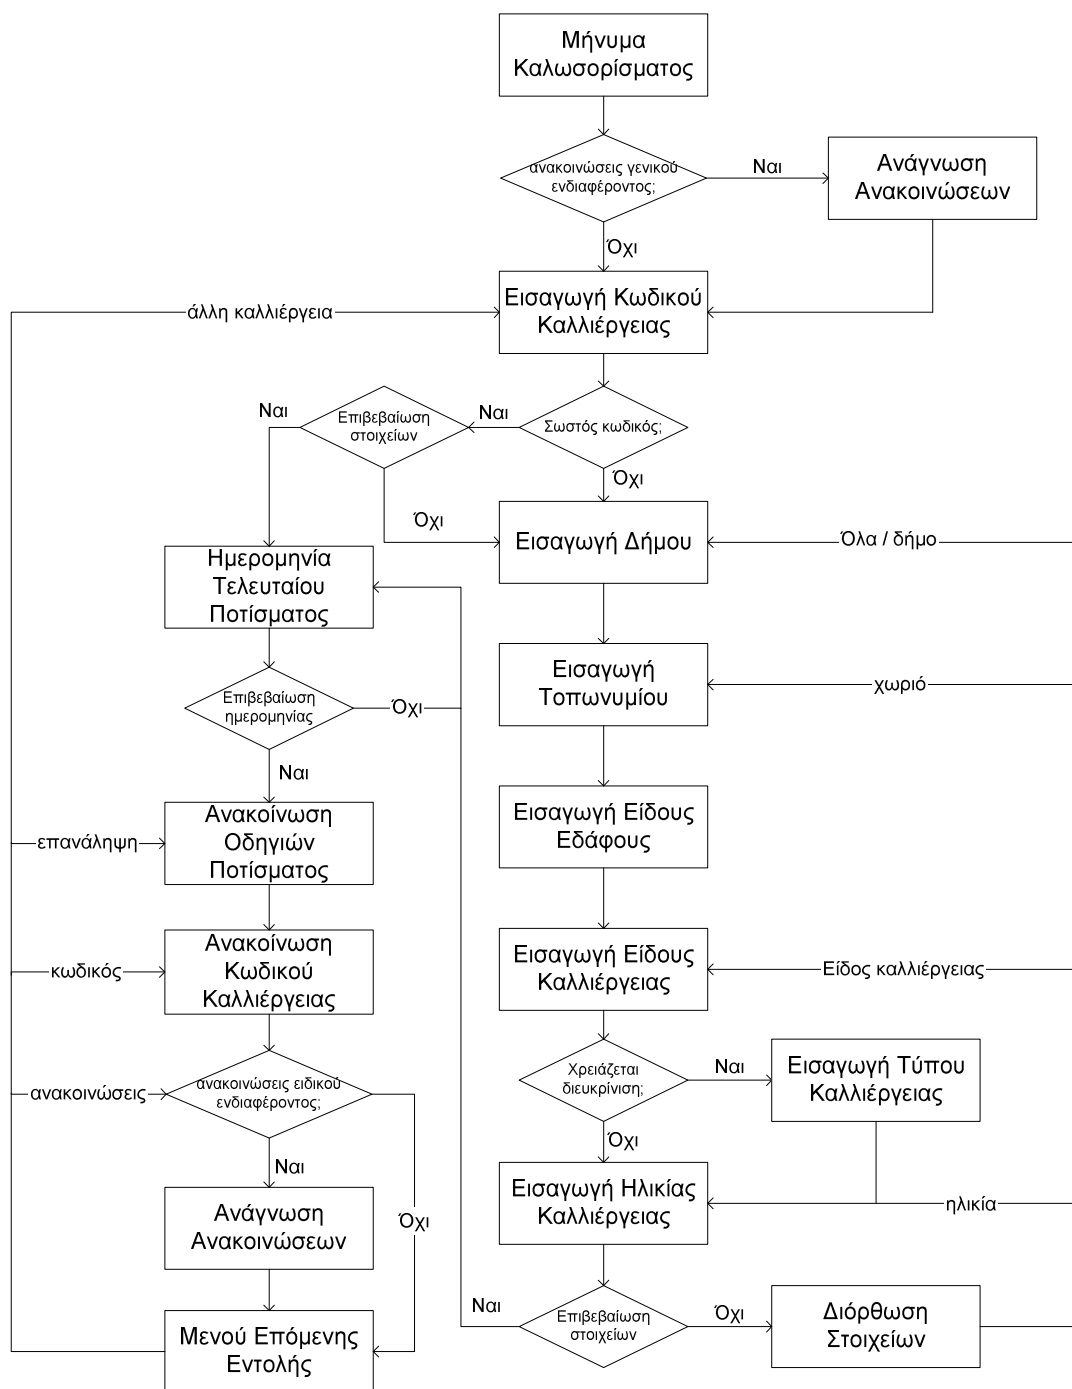 Μήνυμα
Καλωσορίσματος
ανακοινώσεις γενικού
ενδιαφέροντος;
Ναι
Ανάγνωση
Ανακοινώσεων
Όχι
άλλη καλλιέργεια
Εισαγωγή Κωδικού
Καλλιέργειας
Ναι
Επιβεβαίωση
στοιχείων
Ναι
Σωστός κωδικός;
Όχι
Όχι
Εισαγωγή Δήμου
Όλα / δήμο
Ημερομηνία
Τελευταίου
Ποτίσματος
Εισαγωγή
Τοπωνυμίου
χωριό
Επιβεβαίωση
ημερομηνίας
Όχι
Ναι
Εισαγωγή Είδους
Εδάφους
επανάληψη
Ανακοίνωση
Οδηγιών
Ποτίσματος
κωδικός
Ανακοίνωση
Κωδικού
Καλλιέργειας
Εισαγωγή Είδους
Καλλιέργειας
Είδος καλλιέργειας
ανακοινώσεις
ανακοινώσεις ειδικού
ενδιαφέροντος;
Χρειάζεται
διευκρίνιση;
Ναι
Εισαγωγή Τύπου
Καλλιέργειας
Όχι
Ναι
Εισαγωγή Ηλικίας
Καλλιέργειας
ηλικία
Ανάγνωση
Ανακοινώσεων
Όχι
Ναι
Επιβεβαίωση
στοιχείων
Όχι
Διόρθωση
Στοιχείων
Μενού Επόμενης
Εντολής